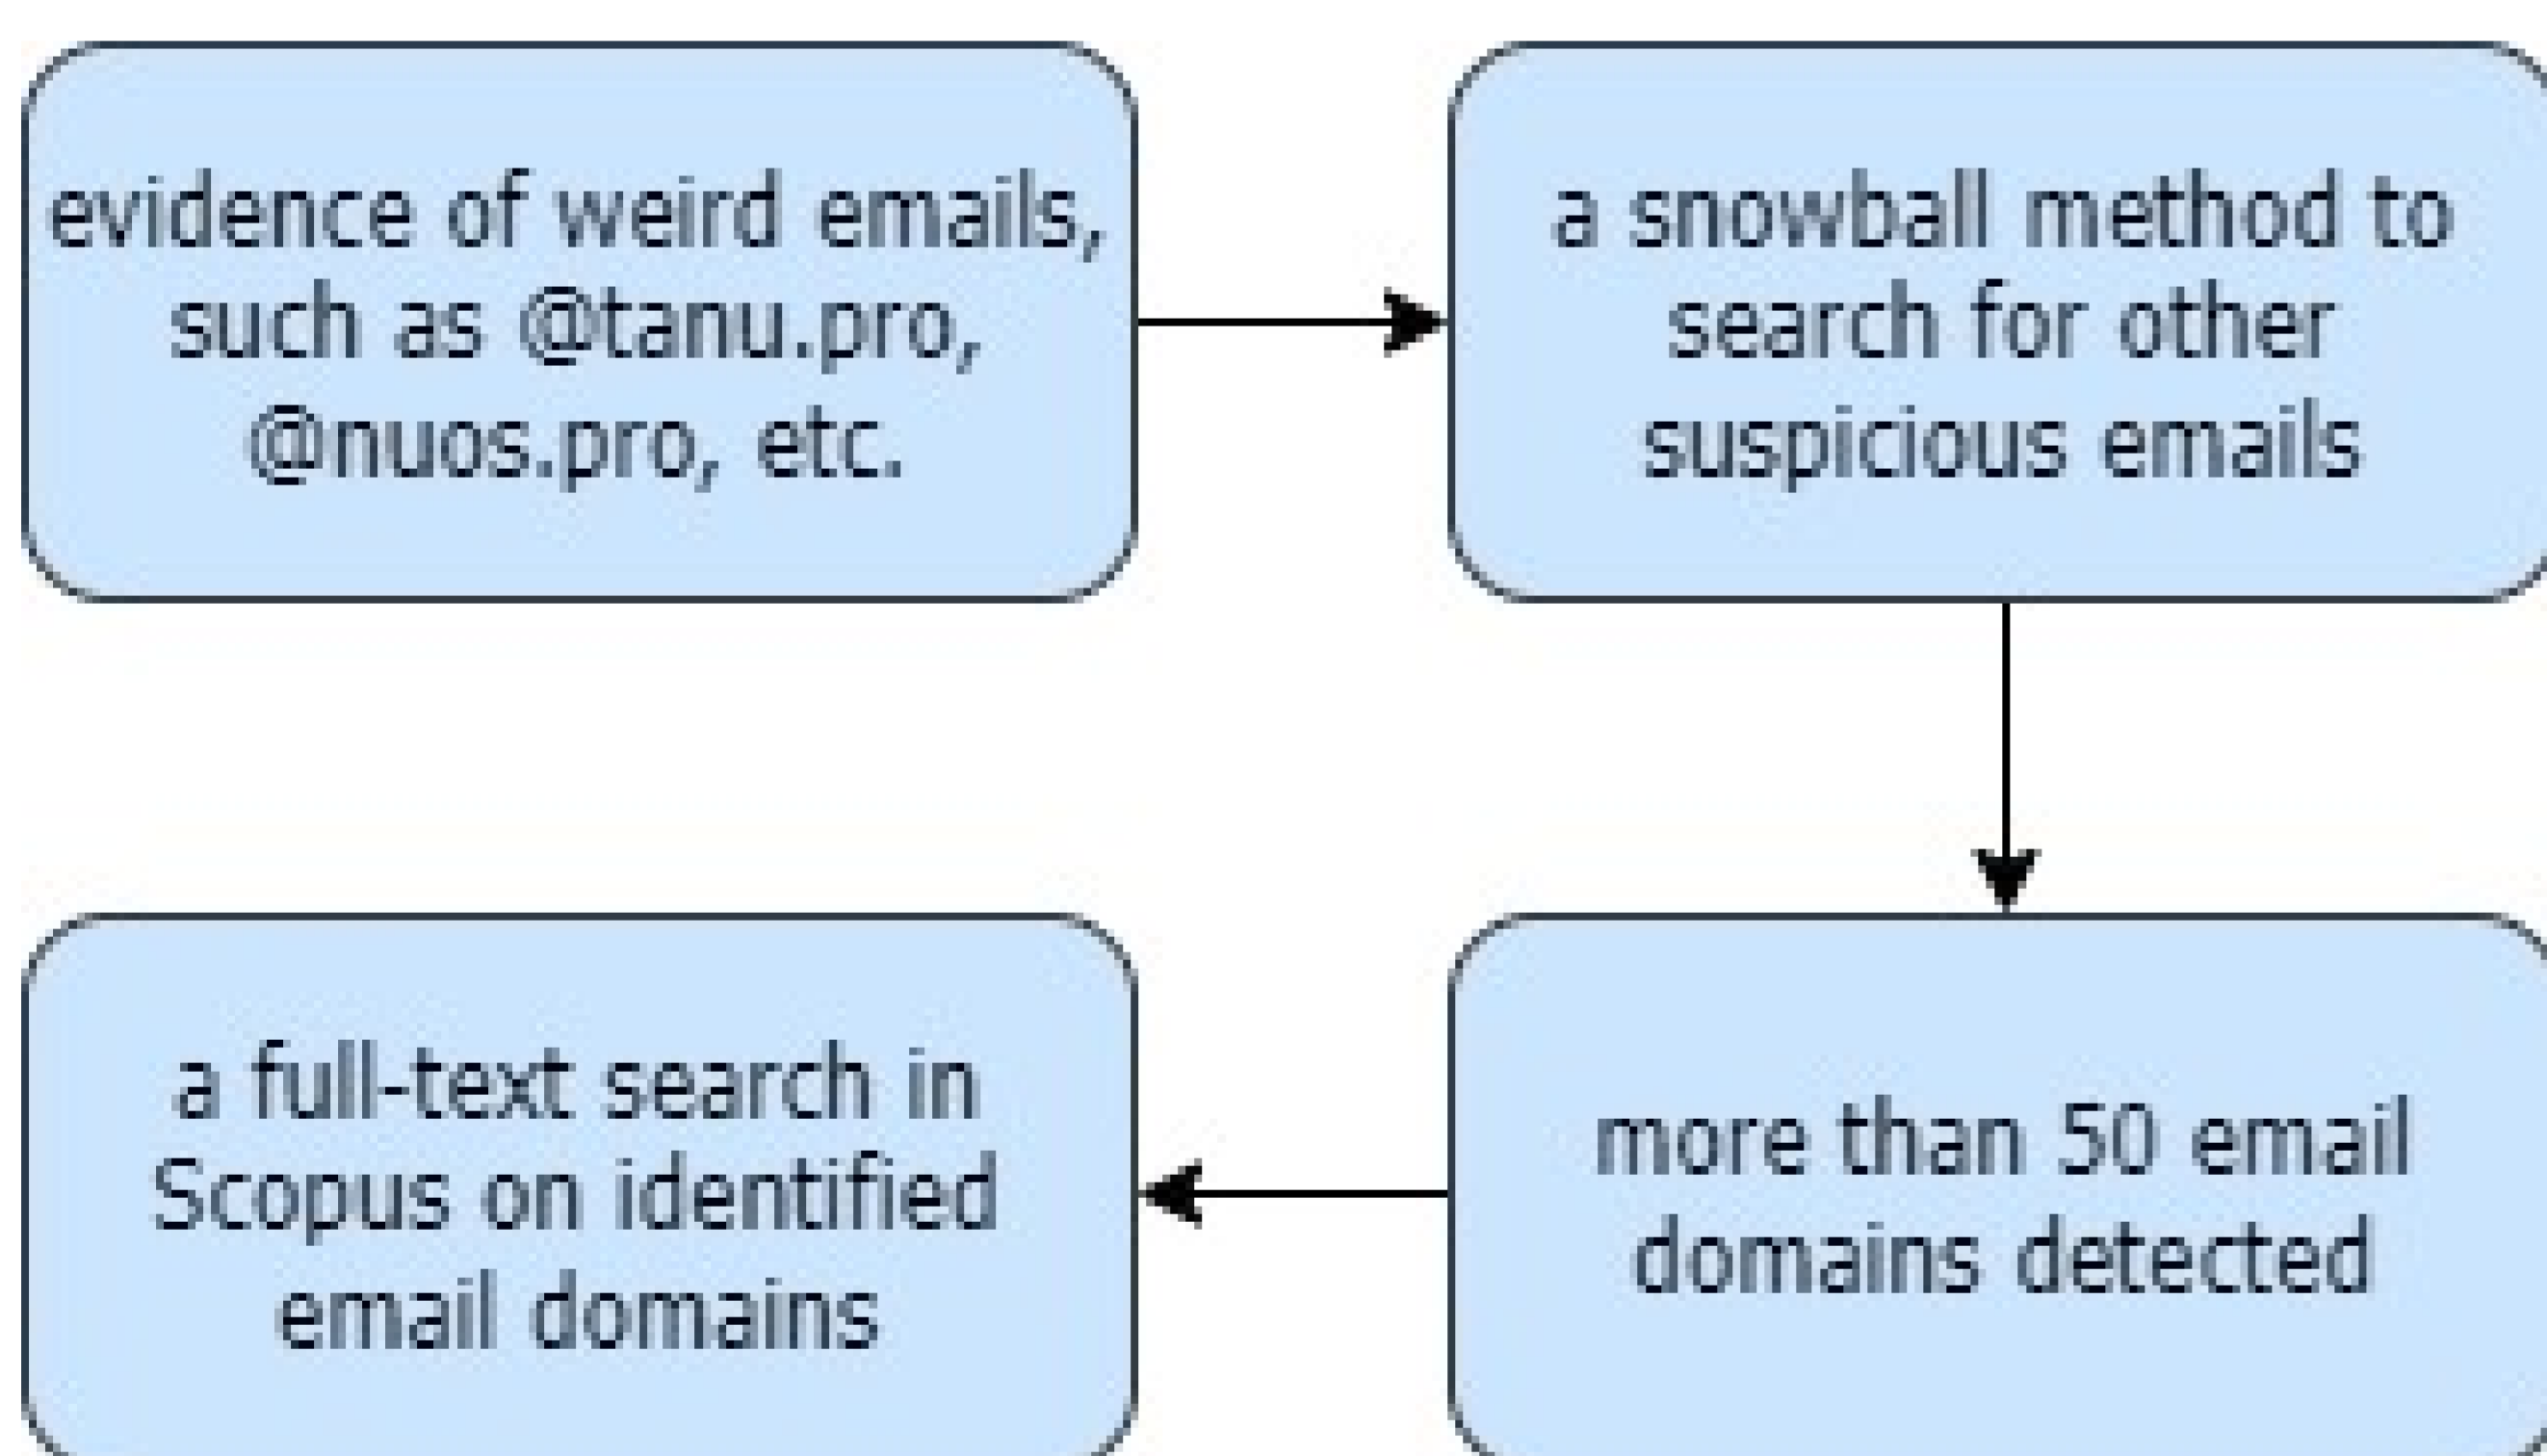 evidence of weird emails,
such as @tanu.pro,
@nuos.pro, etc.
a snowball method to
search for other
suspicious emails
more than 50 email
domains detected
a full-text search in
Scopus on identified
email domains